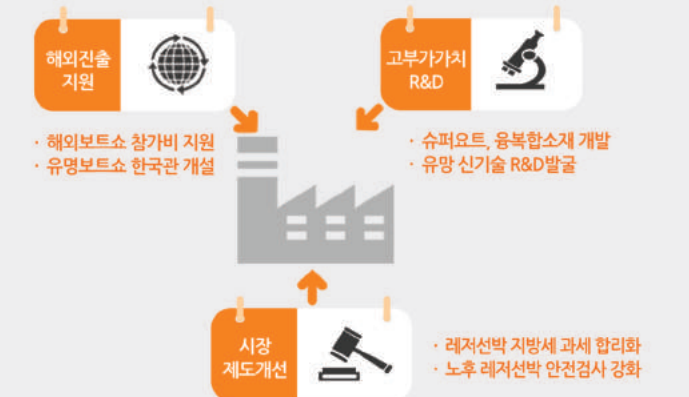 해외진출
지원
고부가가치
R&D
· 해외보트쇼 참가비 지원
· 유명보트쇼 한국관 개설
· 슈퍼요트, 융복합소재 개발
· 유망 신기술 R&D발굴
시장
제도개선
· 레저선박 지방세 과세 합리화
· 노후 레저선박 안전검사 강화